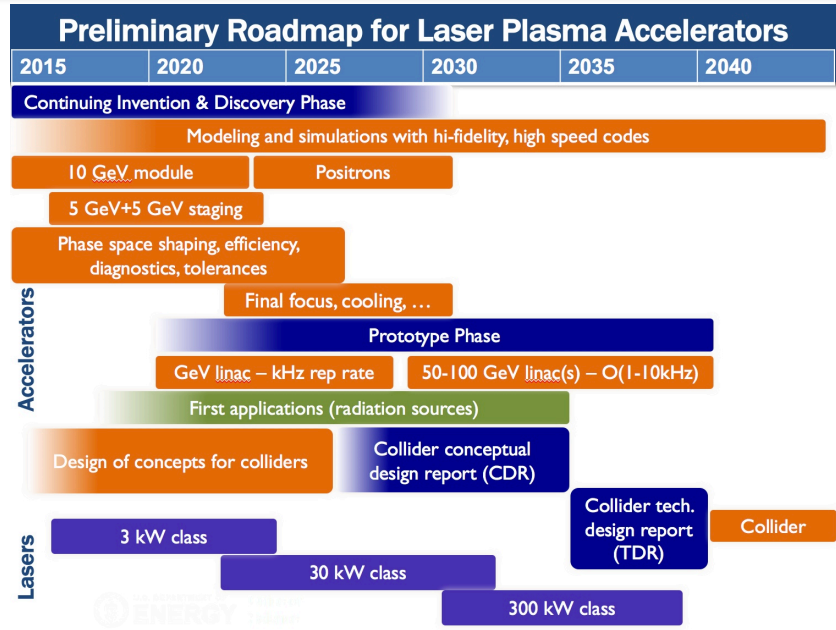 Preliminary Roadmap for Laser Plasma Accelerators
2015 2020 2025 2030 2035 2040
Continuing Invention & Discovery Phase
Modeling and simulations with hi-fidelity, high speed codes
10 GeV module
Positrons
5 GeV+5 GeV staging
Phase space shaping, efficiency,
diagnostics, tolerances
Final focus, cooling, …
Accelerators
Prototype Phase
GeV linac – kHz rep rate
50-100 GeV linac(s) – O(1-10kHz)
First applications (radiation sources)
Design of concepts for colliders
Collider conceptual
design report (CDR)
Collider tech.
design report
(TDR)
Collider
Lasers
3 kW class
30 kW class
300 kW class
ENERGY